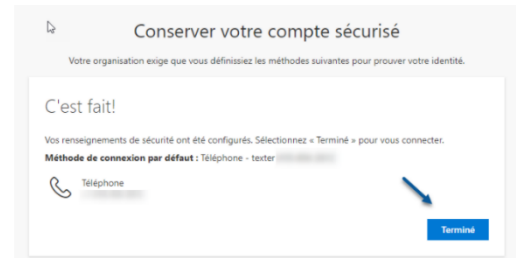 Conserver votre compte sécurisé
Votre organisation exige que vous définissiez les méthodes suivantes pour prouver votre identité.
C'est fait!
Vos renseignements de sécurité ont été configurés. Sélectionnez « Terminé » pour vous connecter.
Méthode de connexion par défaut : Téléphone - texter
Téléphone
Terminé